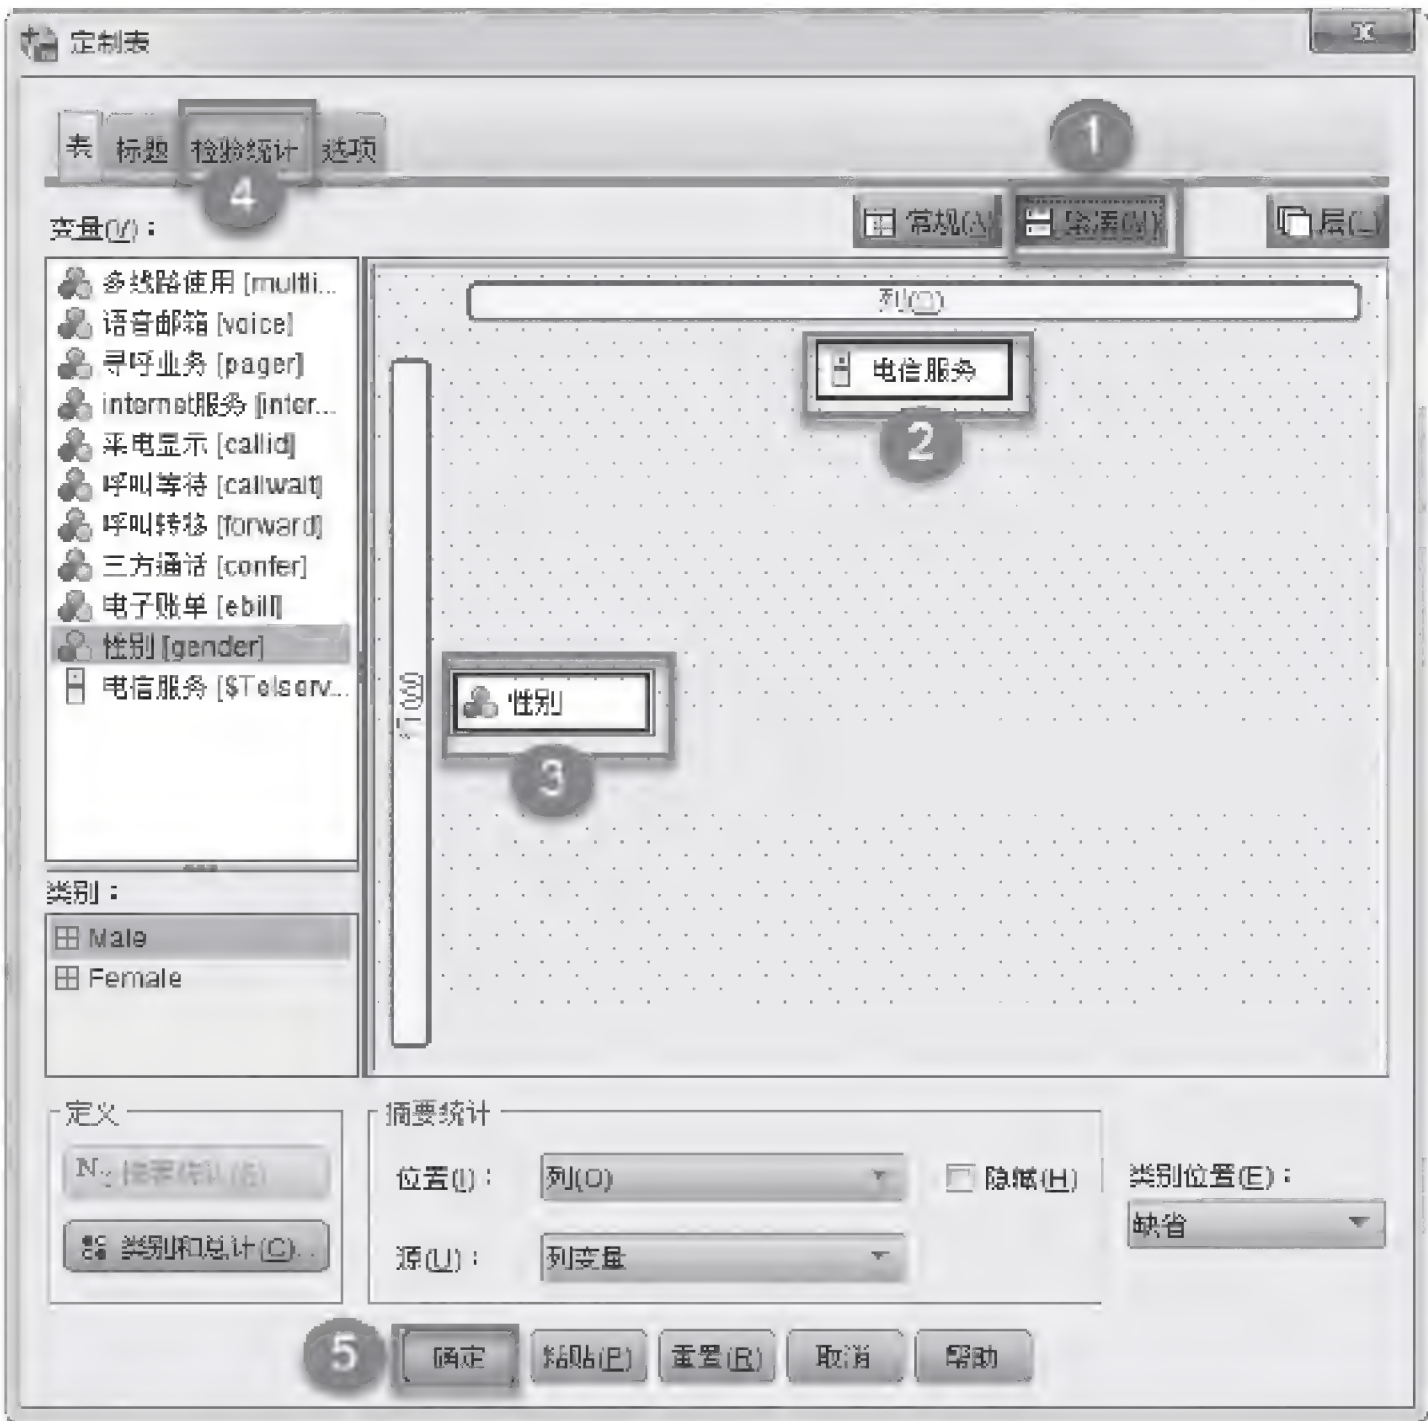 定制表
1
表 标题 检验统计 选项
4
变量(V)：
常规(A)
层(L)
多线路使用 [multi...
语音邮箱 [voice]
寻呼业务 [pager]
internet服务 [inter...
来电显示 [callid]
呼叫等待 [callwait]
呼叫转移 [forward]
三方通话 [confer]
电子账单 [ebill]
性别 [gender]
电信服务 [$Telserv...
列(O)
电信服务
2
性别
3
类别：
Male
Female
定义
类别和总计(C)...
摘要统计
位置(I)：
列(O)
隐藏(H)
源(U)：
列变量
类别位置(E)：
缺省
5
确定
粘贴(P)
重置(R)
取消
帮助